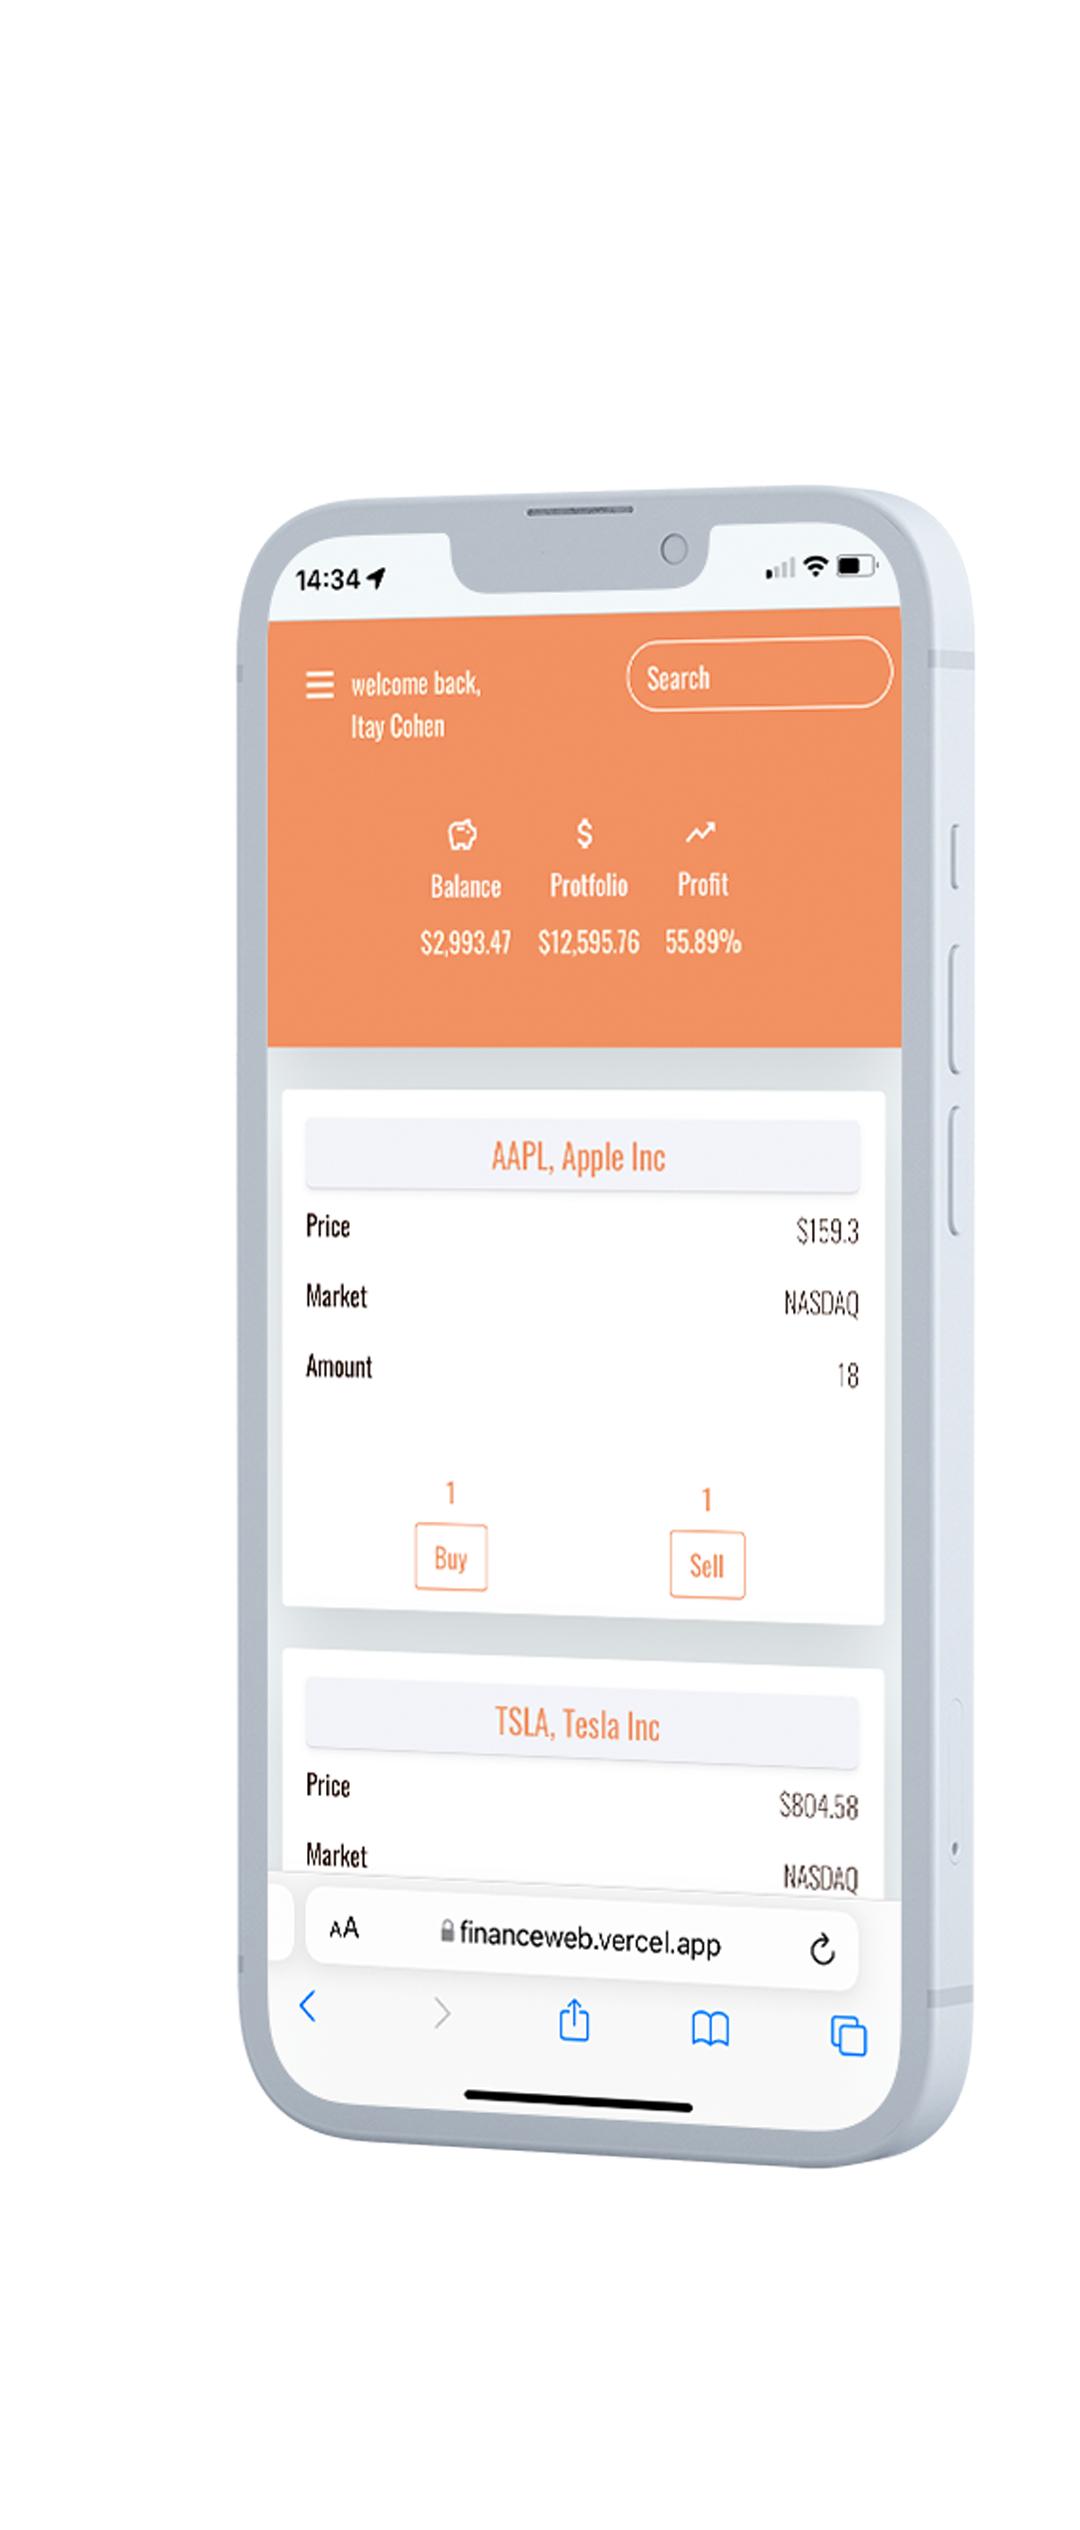 14:34
welcome back,
Itay Cohen
Search
Balance
Protfolio
Profit
$2,993.47
$12,595.76
55.89%
AAPL, Apple Inc
Price
$159.3
Market
NASDAQ
Amount
18
1
1
Buy
Sell
TSLA, Tesla Inc
Price
$804.58
Market
NASDAQ
AA
financeweb.vercel.app